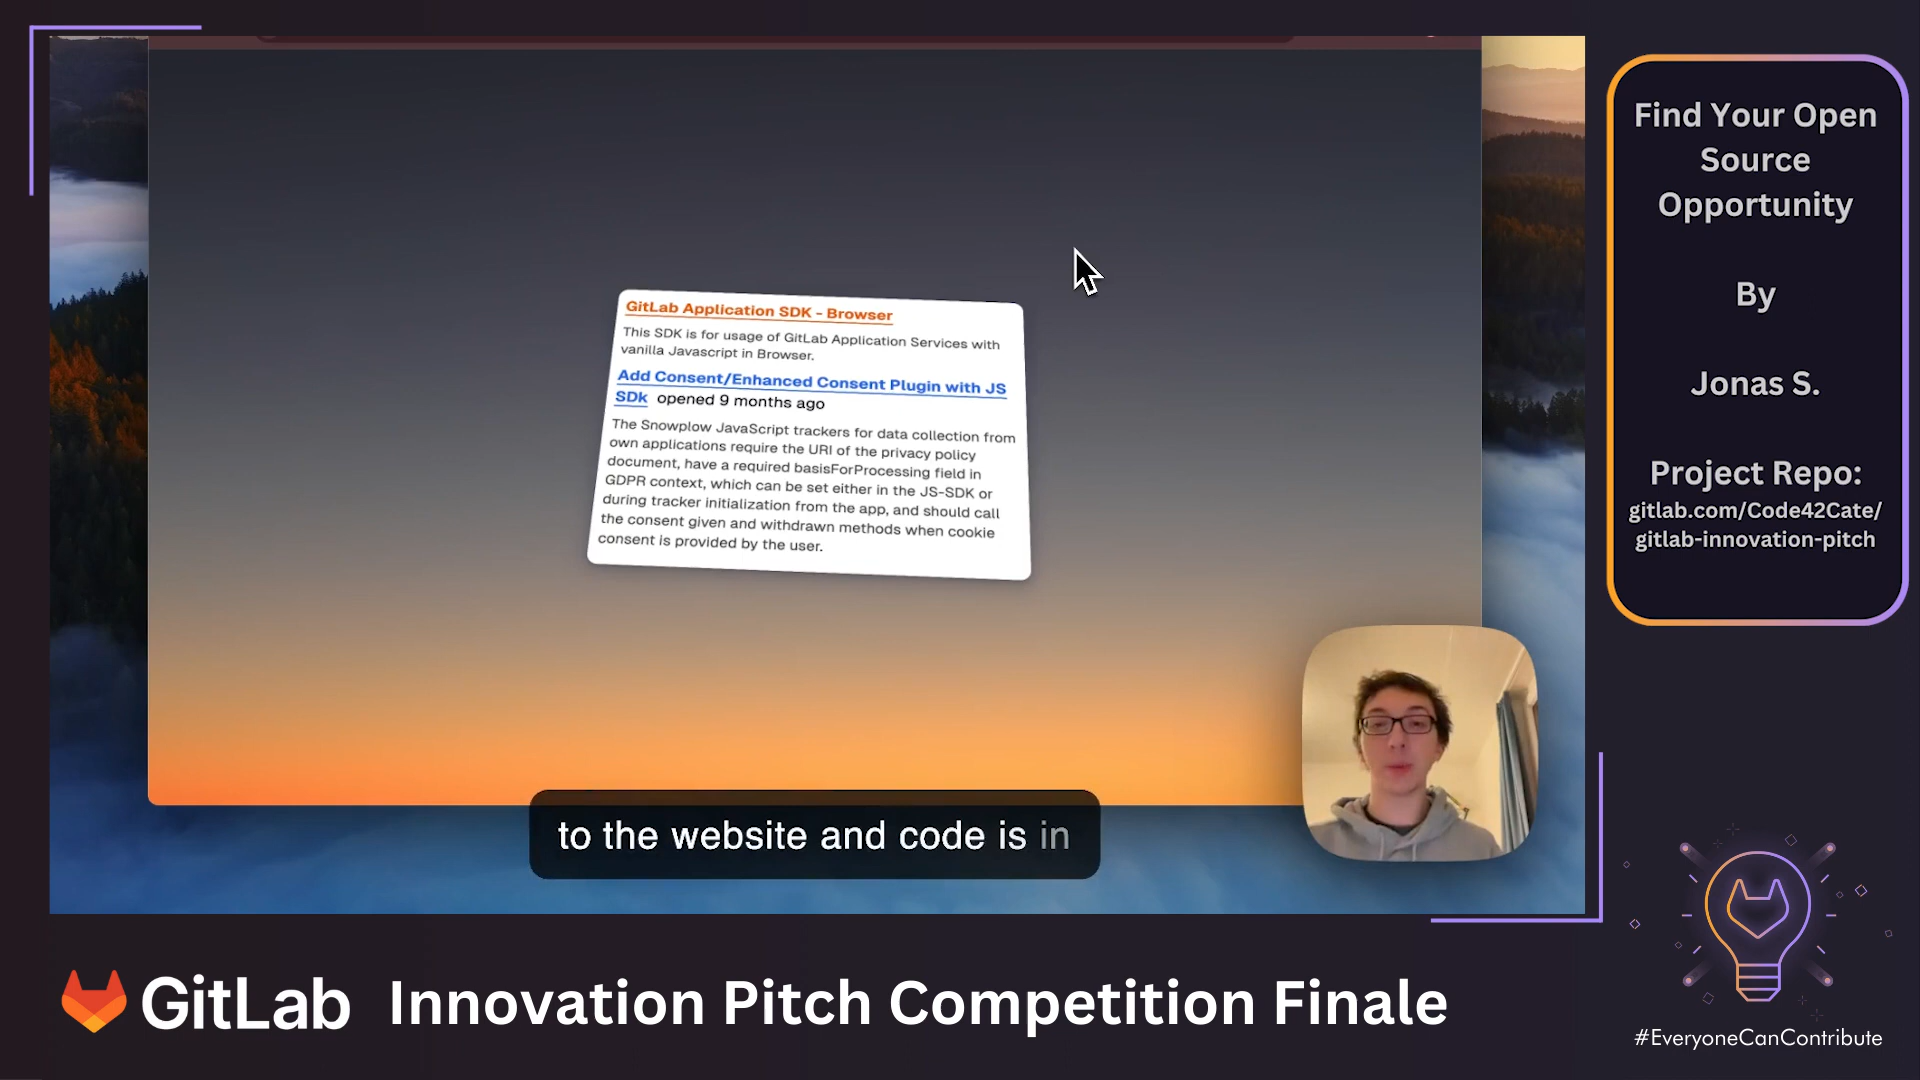 GitLab Application SDK - Browser
This SDK is for usage of GitLab Application Services with
vanilla Javascript in Browser.
Add Consent/Enhanced Consent Plugin with JS
SDk opened 9 months ago
The Snowplow JavaScript trackers for data collection from
own applications require the URI of the privacy policy
document, have a required basisForProcessing field in
GDPR context, which can be set either in the JS-SDK or
during tracker initialization from the app, and should call
the consent given and withdrawn methods when cookie
consent is provided by the user.
to the website and code is in
Find Your Open
Source
Opportunity
By
Jonas S.
Project Repo:
gitlab.com/Code42Cate/
gitlab-innovation-pitch
GitLab Innovation Pitch Competition Finale
#EveryoneCanContribute